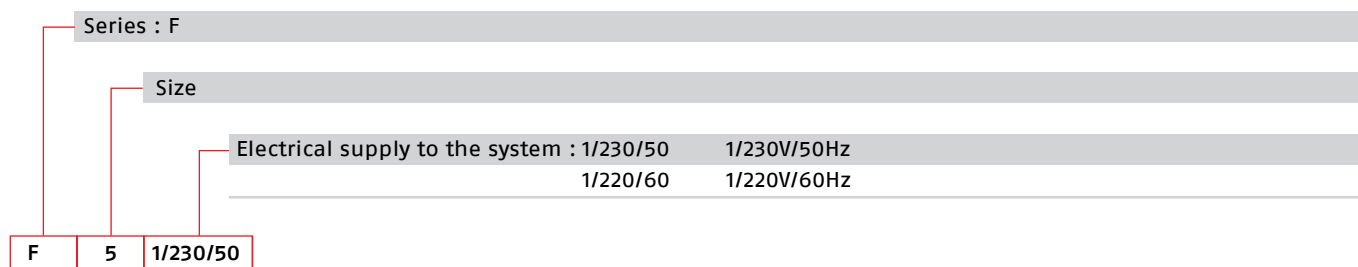 Series : F
Size
Electrical supply to the system : 1/230/50 1/230V/50Hz
1/220/60 1/220V/60Hz
F 5 1/230/50